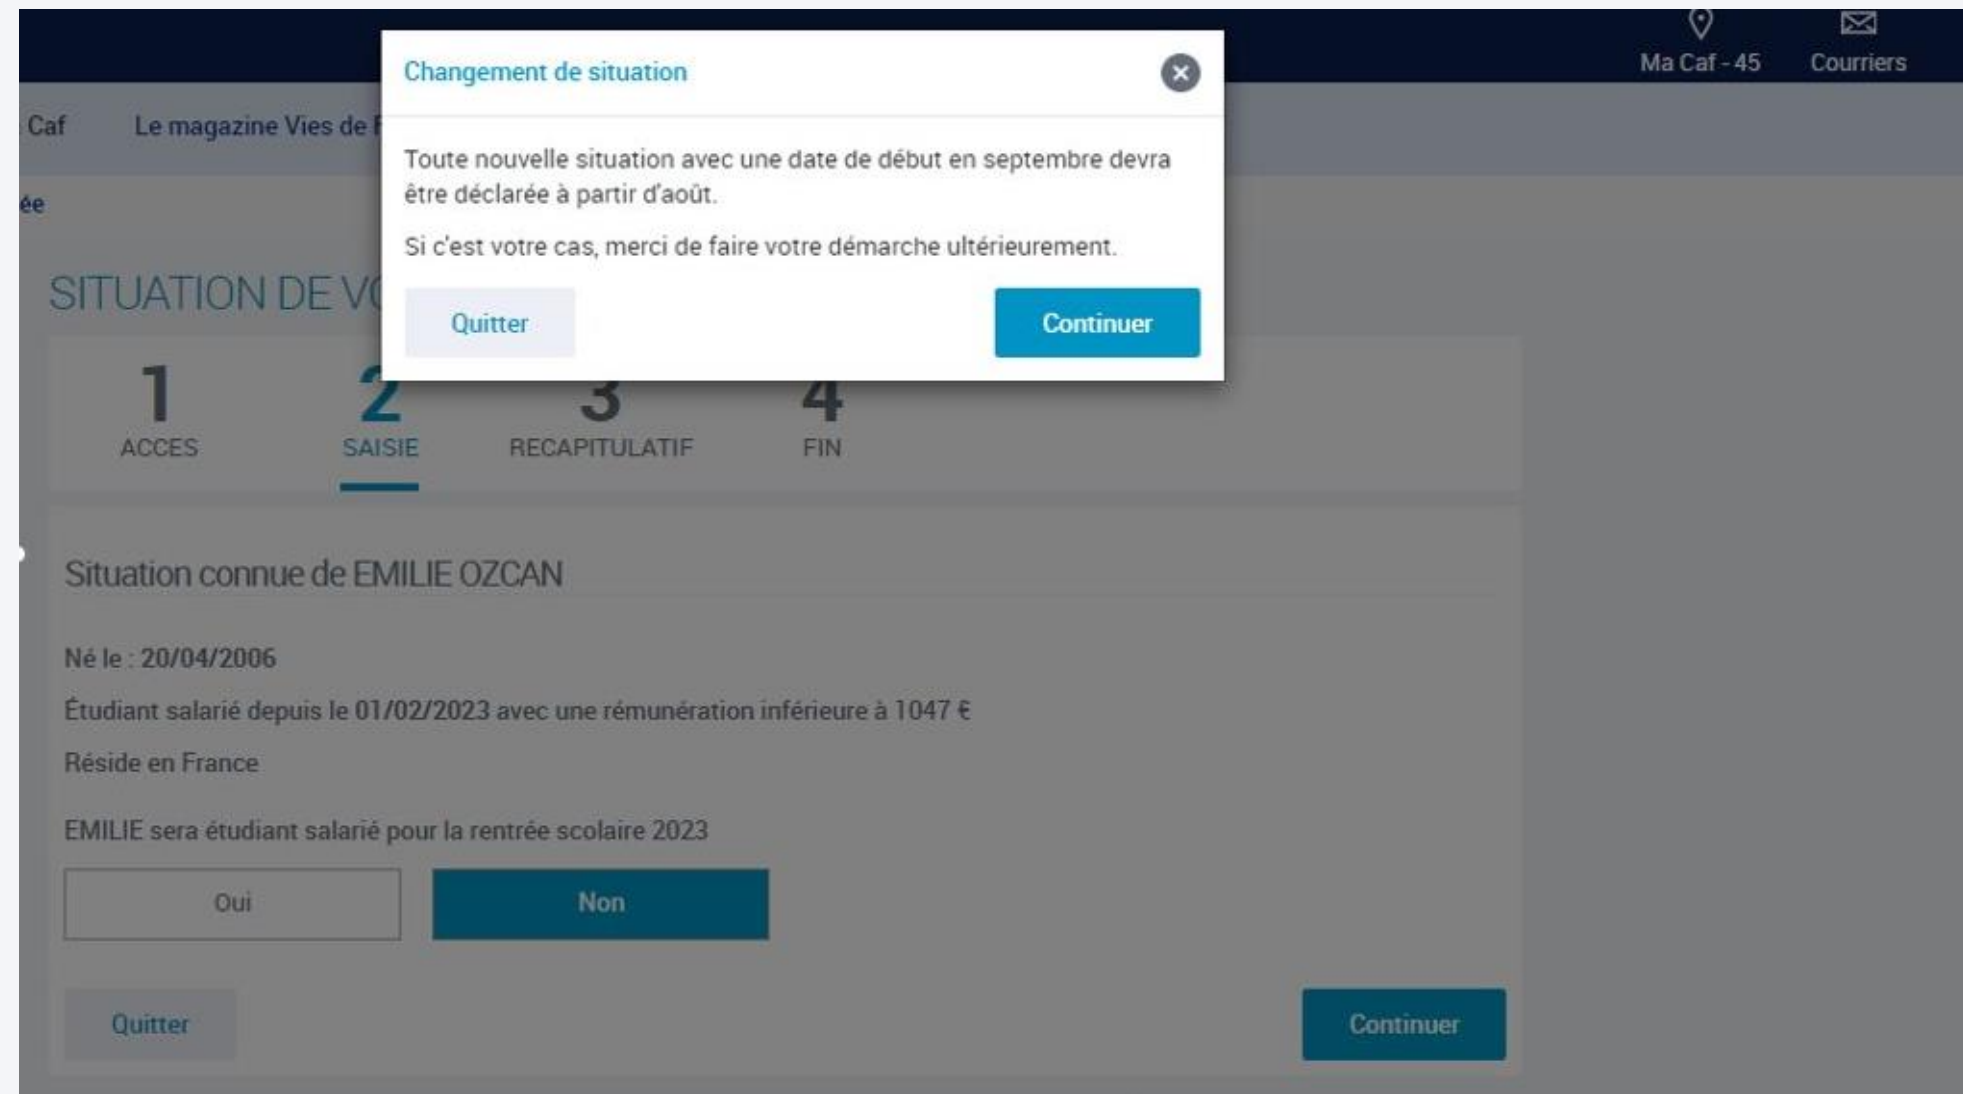 Ma Caf - 45
Courriers
Changement de situation
Caf
Le magazine Vies de
Toute nouvelle situation avec une date de début en septembre devra
être déclarée à partir d'août.
ée
Si c'est votre cas, merci de faire votre démarche ultérieurement.
SITUATION DE
Quitter
Continuer
1
ACCES
2
SAISIE
3
RECAPITULATIF
4
FIN
Situation connue de EMILIE OZCAN
Né le : 20/04/2006
Étudiant salarié depuis le 01/02/2023 avec une rémunération inférieure à 1047 €
Réside en France
EMILIE sera étudiant salarié pour la rentrée scolaire 2023
Oui
Non
Quitter
Continuer